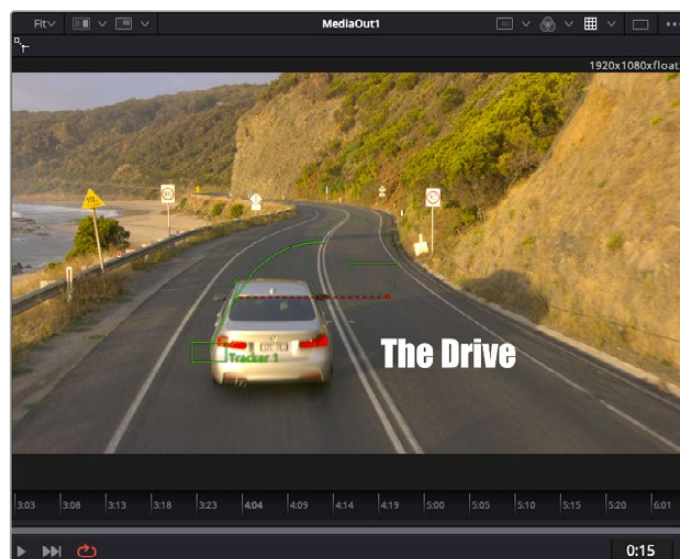 Fit MediaOut1
1920x1080xfloat
Tracker 1
The Drive
3:03 3:08 3:13 3:18 3:23 4:04 4:09 4:14 4:19 5:00 5:05 5:10 5:15 5:20 6:01
0:15